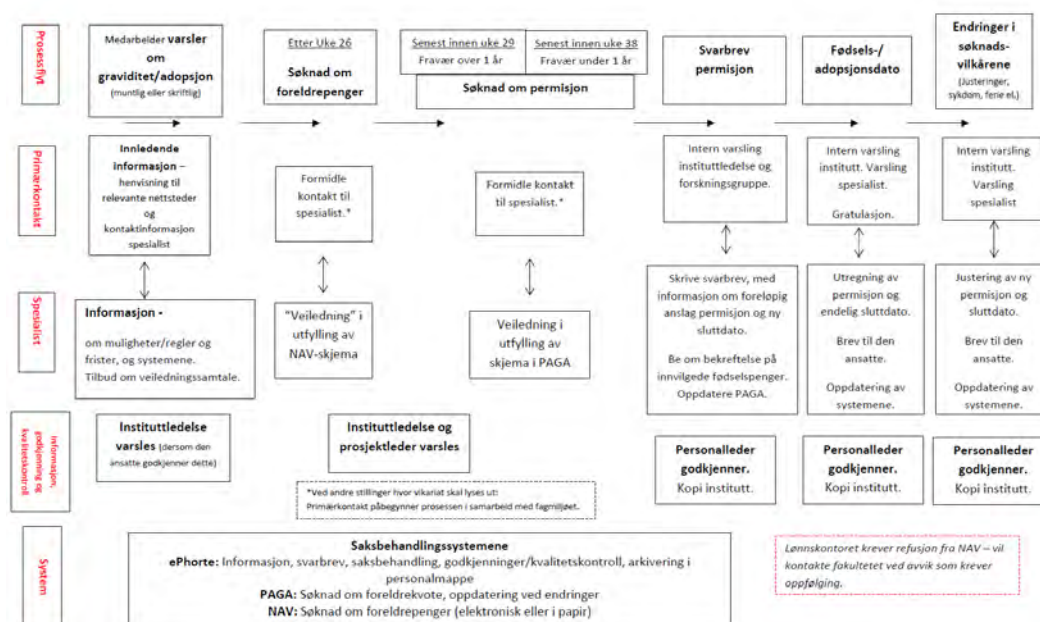 Prosessflyt
Medarbeider varsler
om
graviditet/adopsjon
(muntlig eller skriftlig)
Etter Uke 26
Søknad om
foreldrepenger
Senest innen uke 29
Fravær over 1 år
Senest innen uke 38
Fravær under 1 år
Søknad om permisjon
Svarbrev
permisjon
Fødsels-/
adopsjonsdato
Endringer i
søknads-
vilkårene
(Justeringer,
sykdom, ferie el.)
Primærkontakt
Innledende
informasjon –
henvisning til
relevante nettsteder
og
kontaktinformasjon
spesialist
Formidle
kontakt til
spesialist.*
Formidle kontakt
til spesialist.*
Intern varsling
instituttledelse og
forskningsgruppe.
Intern varsling
institutt. Varsling
spesialist.
Gratulasjon.
Intern varsling
institutt.
Varsling
spesialist
Spesialist
Informasjon -
om muligheter/regler og
frister, og systemene.
Tilbud om veiledningssamtale.
"Veiledning" i
utfylling av
NAV-skjema
Veiledning i
utfylling av
skjema i PAGA
Skrive svarbrev, med
informasjon om foreløpig
anslag permisjon og ny
sluttdato.
Be om bekreftelse på
innvilgede fødselspenger.
Oppdatere PAGA.
Utregning av
permisjon og
endelig sluttdato.
Brev til den
ansatte.
Oppdatering av
systemene.
Justering av ny
permisjon og
sluttdato.
Brev til den
ansatte.
Oppdatering av
systemene.
Informasjon,
godkjenning og
kvalitetskontroll
Instituttledelse
varsles (dersom den
ansatte godkjenner dette)
Instituttledelse og
prosjektleder varsles
*Ved andre stillinger hvor vikariat skal lyses ut:
Primærkontakt påbegynner prosessen i samarbeid med fagmiljøet.
Personalleder
godkjenner.
Kopi institutt.
Personalleder
godkjenner.
Kopi institutt.
Personalleder
godkjenner.
Kopi institutt.
System
Saksbehandlingssystemene
ePhorte: Informasjon, svarbrev, saksbehandling, godkjenninger/kvalitetskontroll, arkivering i
personalmappe
PAGA: Søknad om foreldrekvote, oppdatering ved endringer
NAV: Søknad om foreldrepenger (elektronisk eller i papir)
Lønnskontoret krever refusjon fra NAV – vil
kontakte fakultetet ved avvik som krever
oppfølging.